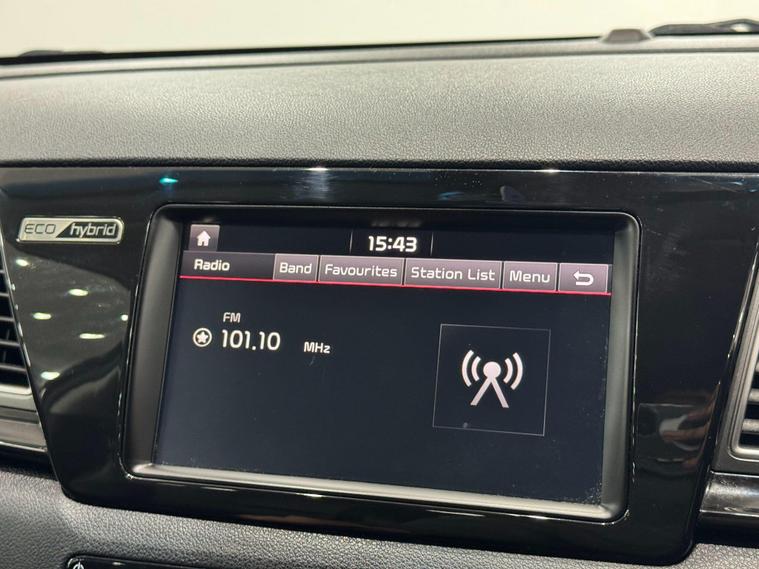 ECO hybrid
15:43
Radio Band Favourites Station List Menu
FM
101.10 MHz